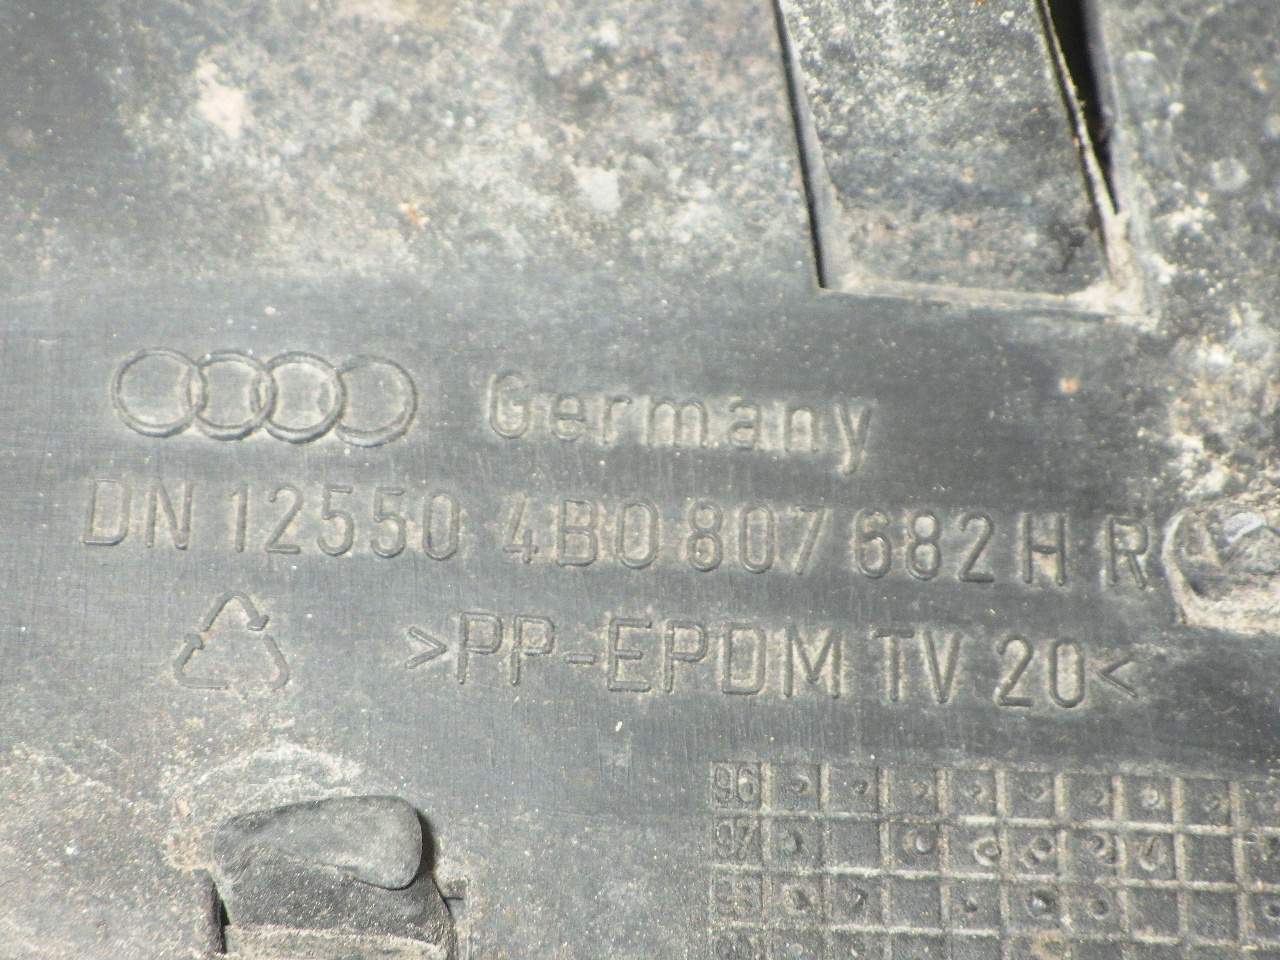 Germany
DN 12550 4B0 807 682 H R
>PP-EPDM TV 20<
96
97